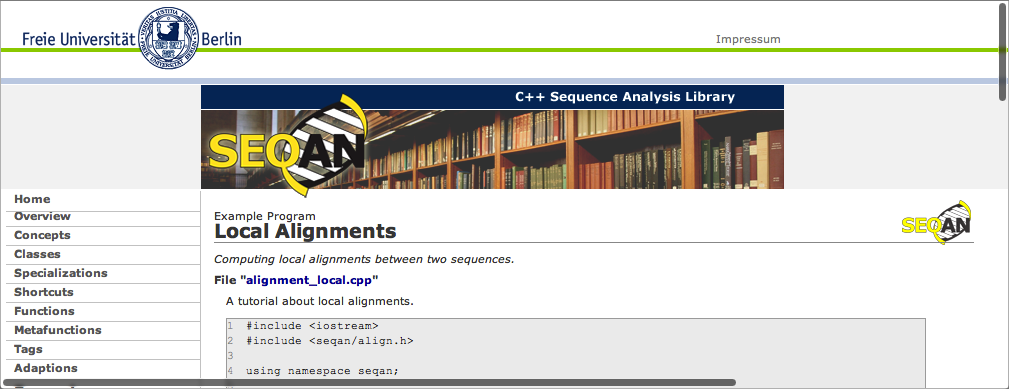 Freie Universität Berlin
Impressum
C++ Sequence Analysis Library
SEQAN
Home
Overview
Concepts
Classes
Specializations
Shortcuts
Functions
Metafunctions
Tags
Adaptions
Example Program
Local Alignments
SEQAN
Computing local alignments between two sequences.
File "alignment_local.cpp"
A tutorial about local alignments.
1 #include <iostream>
2 #include <seqan/align.h>
3
4 using namespace seqan;